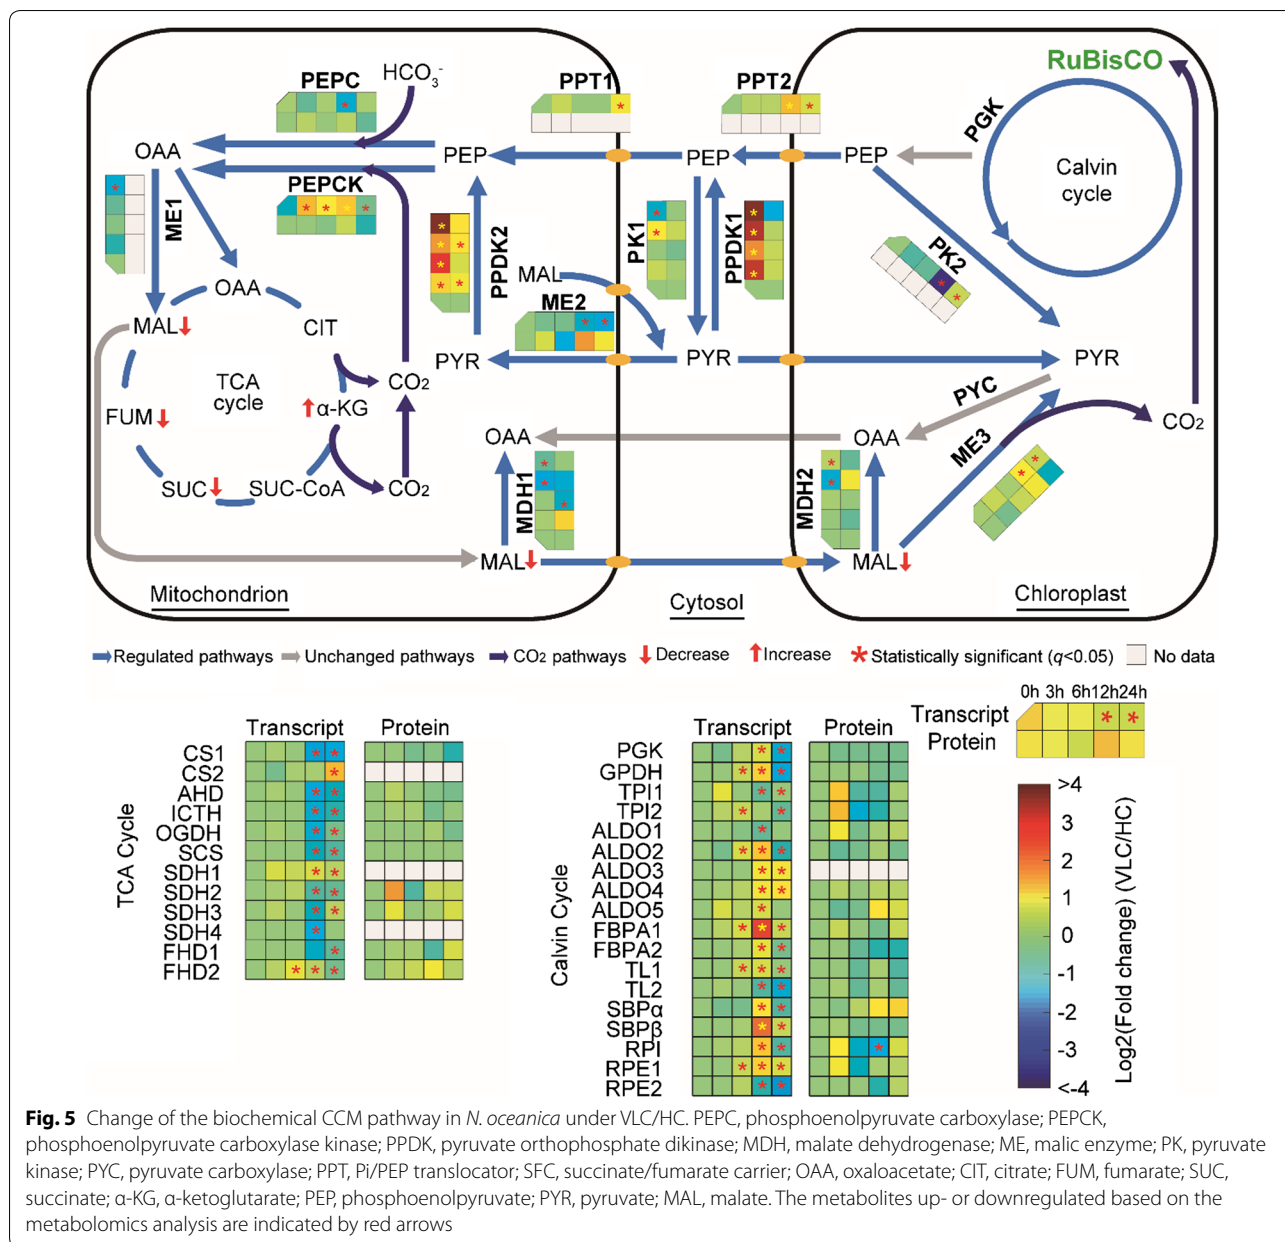 PEPC
HCO3-
PPT1
PPT2
RuBisCO
PGK
OAA
PEP
PEP
PEP
Calvin
cycle
PEPCK
ME1
PPDK2
PK1
PPDK1
PK2
OAA
MAL
ME2
MAL
CIT
PYR
PYR
PYR
TCA
cycle
CO2
PYC
FUM
α-KG
CO2
OAA
OAA
ME3
SUC
SUC-CoA
CO2
MDH1
MDH2
MAL
MAL
Mitochondrion
Cytosol
Chloroplast
Regulated pathways
Unchanged pathways
CO2 pathways
Decrease
Increase
Statistically significant (q<0.05)
No data
0h 3h 6h 12h 24h
Transcript
Protein
Transcript Protein
TCA Cycle
CS1
CS2
AHD
ICTH
OGDH
SCS
SDH1
SDH2
SDH3
SDH4
FHD1
FHD2
Transcript Protein
Calvin Cycle
PGK
GPDH
TPI1
TPI2
ALDO1
ALDO2
ALDO3
ALDO4
ALDO5
FBPA1
FBPA2
TL1
TL2
SBPα
SBPβ
RPI
RPE1
RPE2
>4
3
2
1
0
-1
-2
-3
<-4
Log2(Fold change) (VLC/HC)
Fig. 5 Change of the biochemical CCM pathway in N. oceanica under VLC/HC. PEPC, phosphoenolpyruvate carboxylase; PEPCK,
phosphoenolpyruvate carboxylase kinase; PPDK, pyruvate orthophosphate dikinase; MDH, malate dehydrogenase; ME, malic enzyme; PK, pyruvate
kinase; PYC, pyruvate carboxylase; PPT, Pi/PEP translocator; SFC, succinate/fumarate carrier; OAA, oxaloacetate; CIT, citrate; FUM, fumarate; SUC,
succinate; α-KG, α-ketoglutarate; PEP, phosphoenolpyruvate; PYR, pyruvate; MAL, malate. The metabolites up- or downregulated based on the
metabolomics analysis are indicated by red arrows